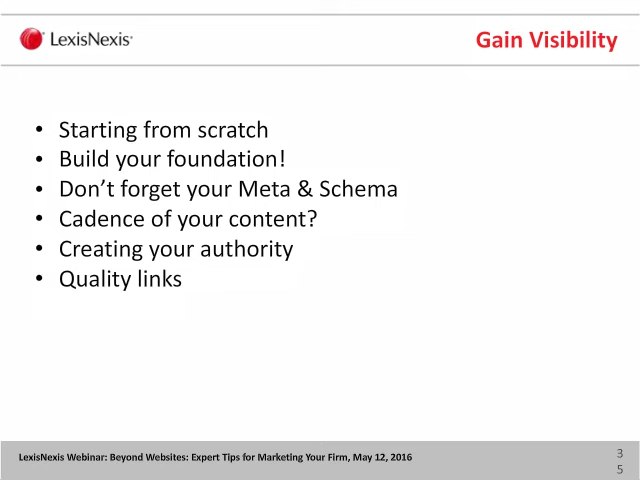 LexisNexis
Gain Visibility
• Starting from scratch
• Build your foundation!
• Don’t forget your Meta & Schema
• Cadence of your content?
• Creating your authority
• Quality links
LexisNexis Webinar: Beyond Websites: Expert Tips for Marketing Your Firm, May 12, 2016
3
5